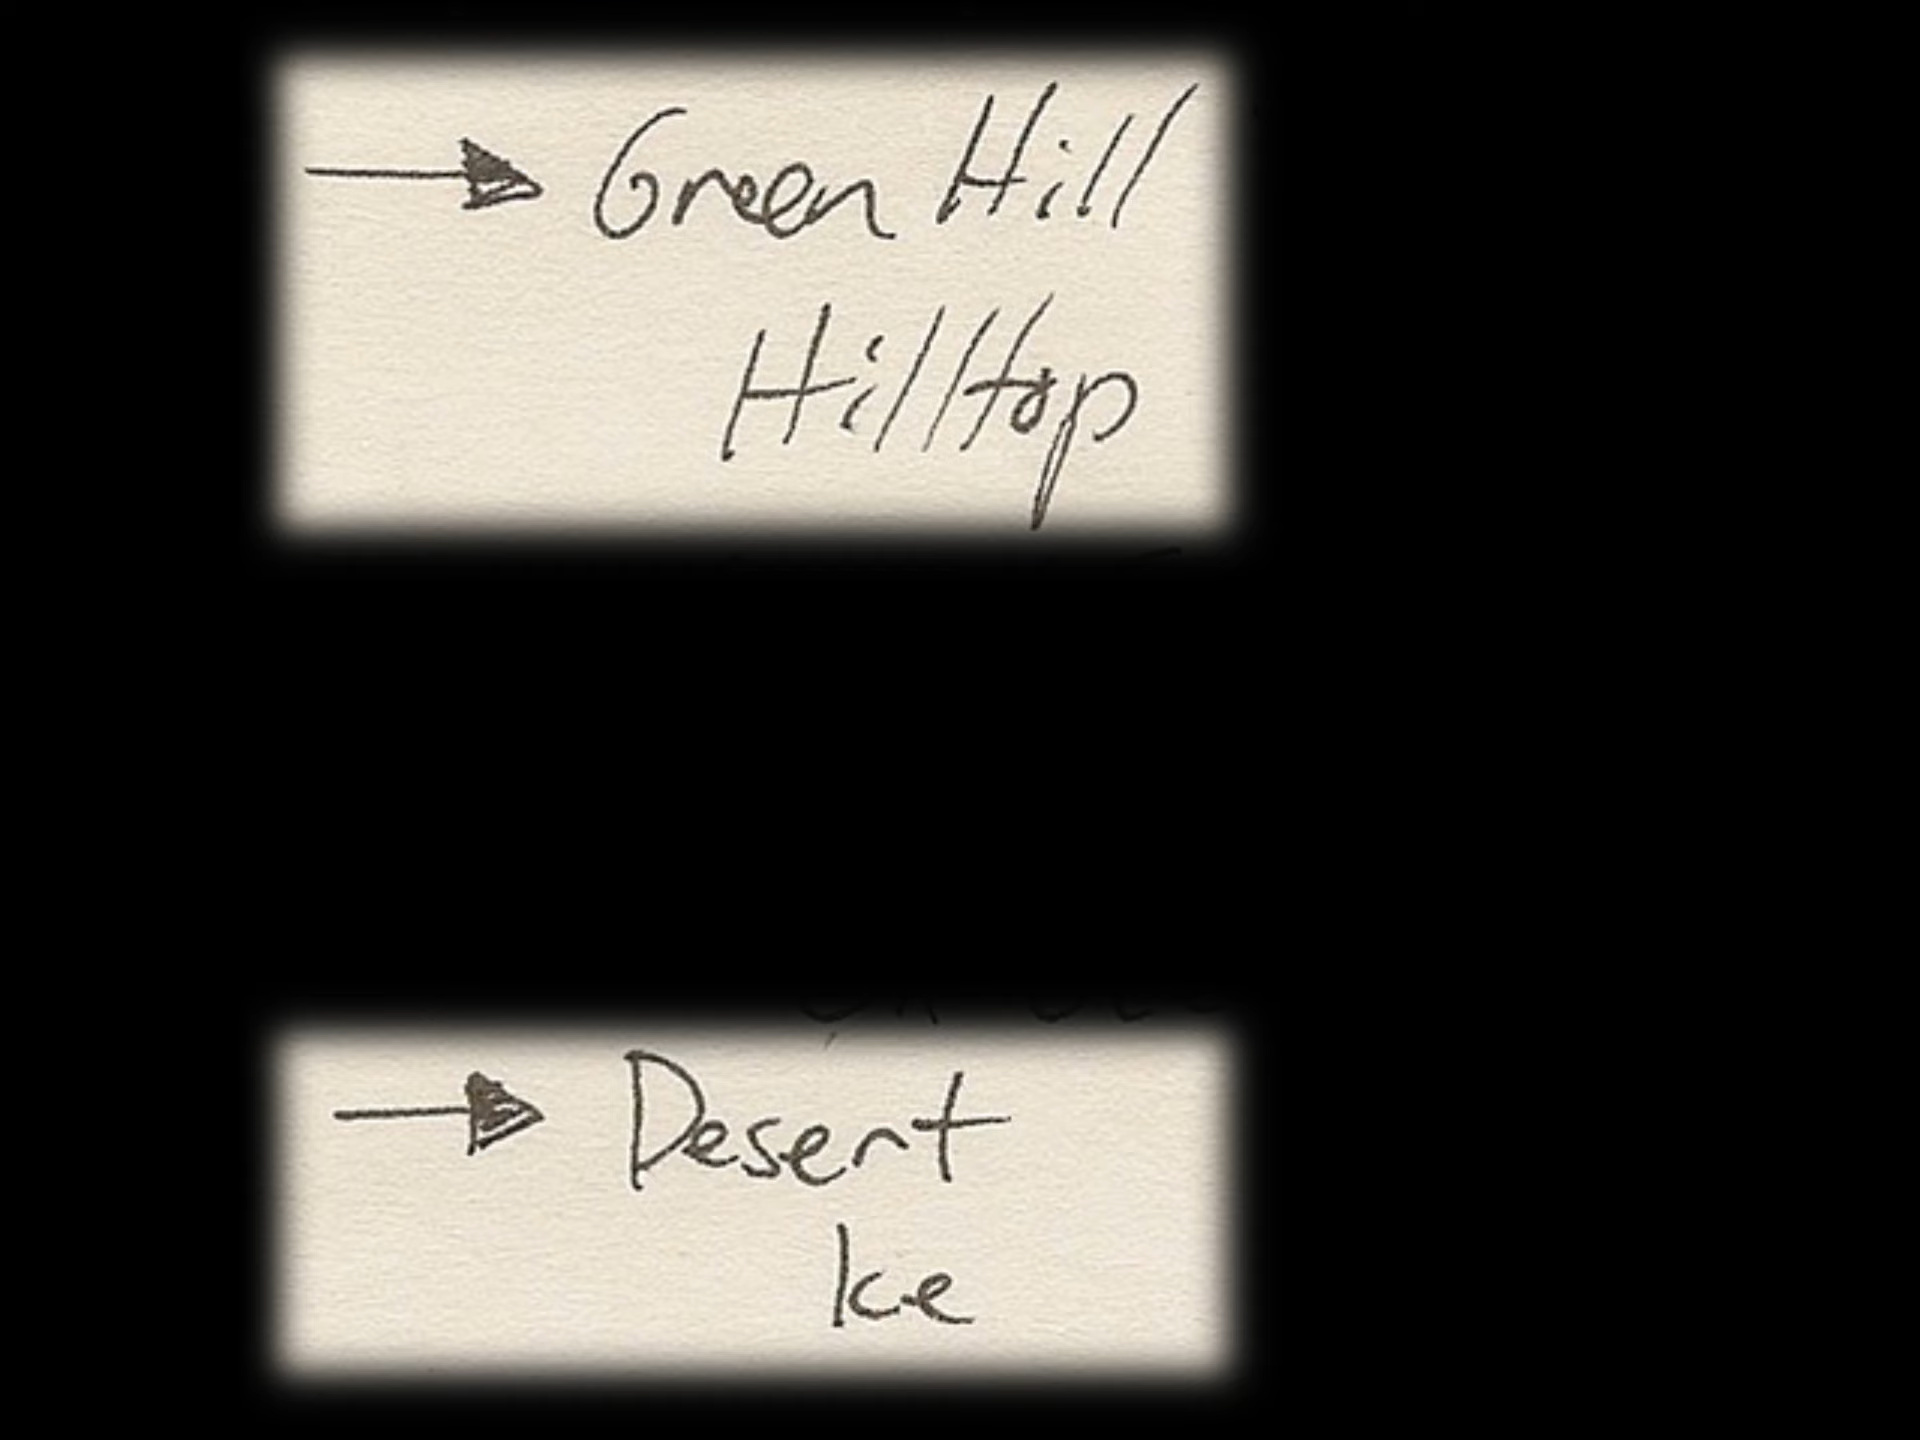 → Green Hill
Hilltop
→ Desert
Ice